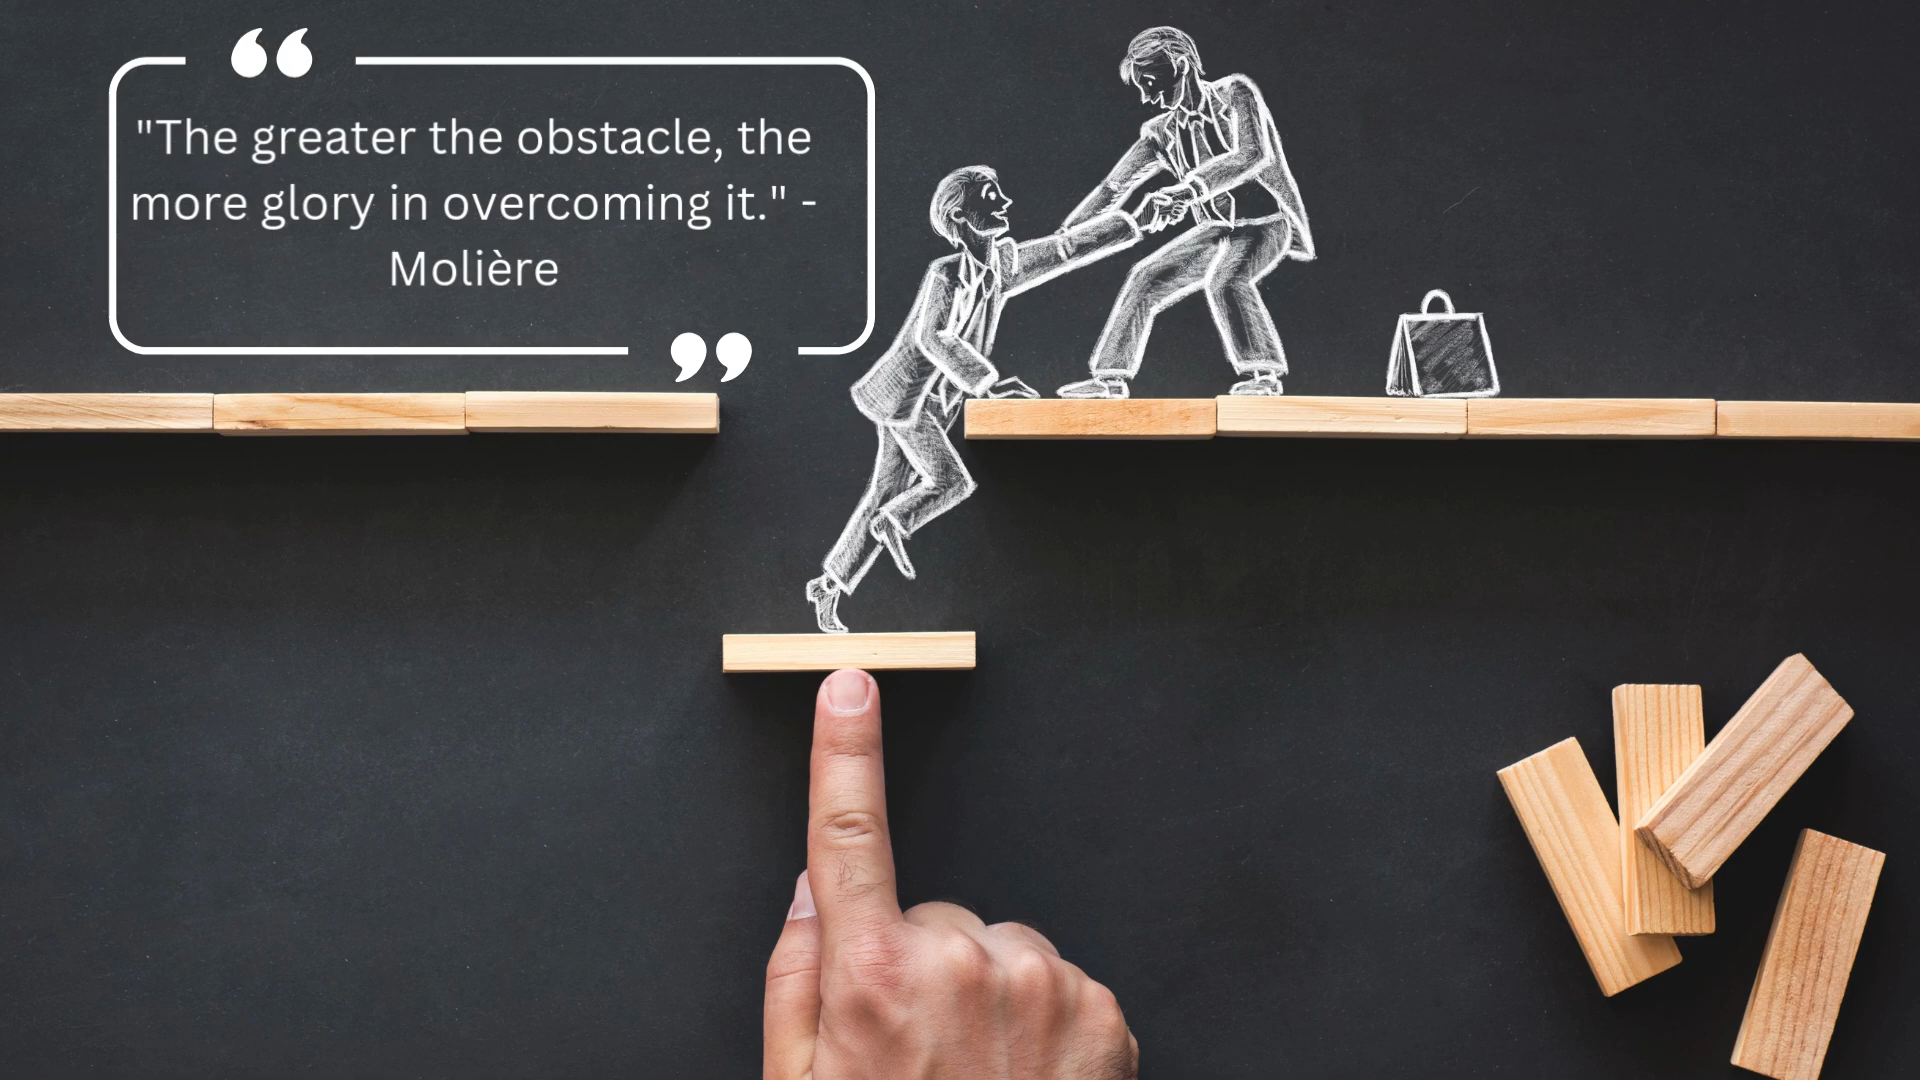 "The greater the obstacle, the
more glory in overcoming it." -
Molière